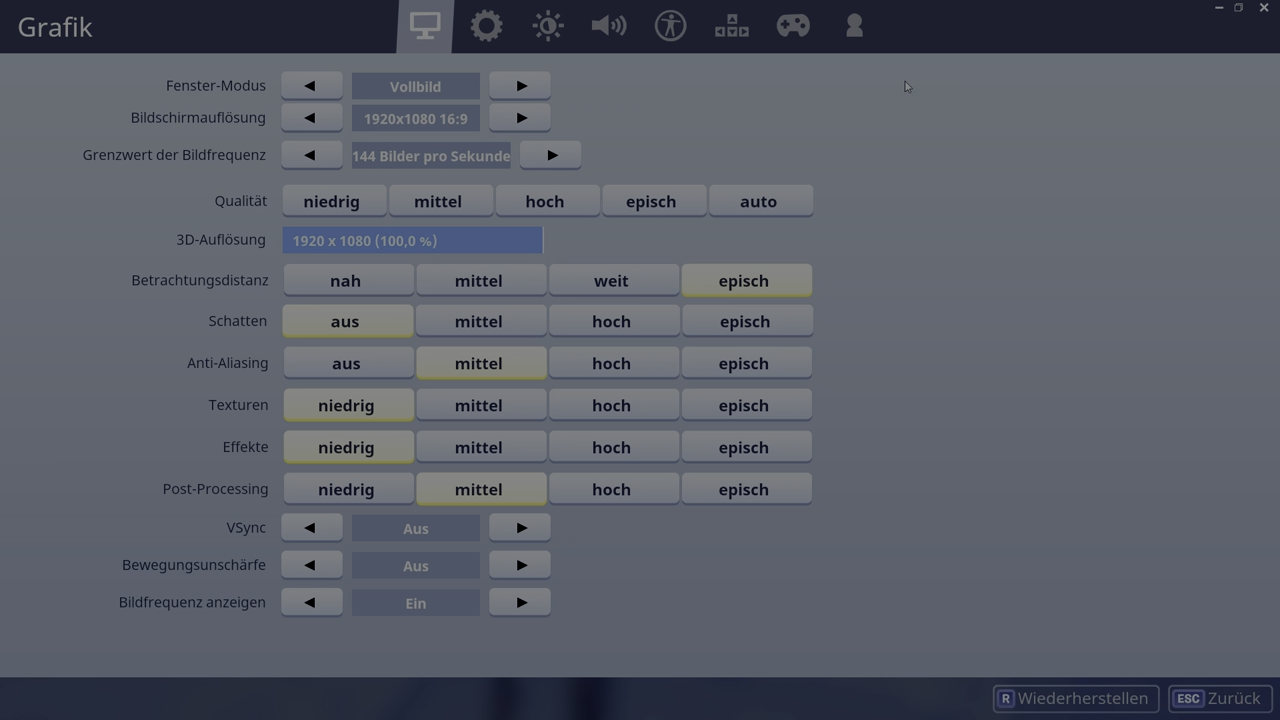 Grafik
Fenster-Modus Vollbild
Bildschirmauflösung 1920x1080 16:9
Grenzwert der Bildfrequenz 144 Bilder pro Sekunde
Qualität niedrig mittel hoch episch auto
3D-Auflösung 1920 x 1080 (100,0 %)
Betrachtungsdistanz nah mittel weit episch
Schatten aus mittel hoch episch
Anti-Aliasing aus mittel hoch episch
Texturen niedrig mittel hoch episch
Effekte niedrig mittel hoch episch
Post-Processing niedrig mittel hoch episch
VSync Aus
Bewegungsunschärfe Aus
Bildfrequenz anzeigen Ein
R Wiederherstellen ESC Zurück